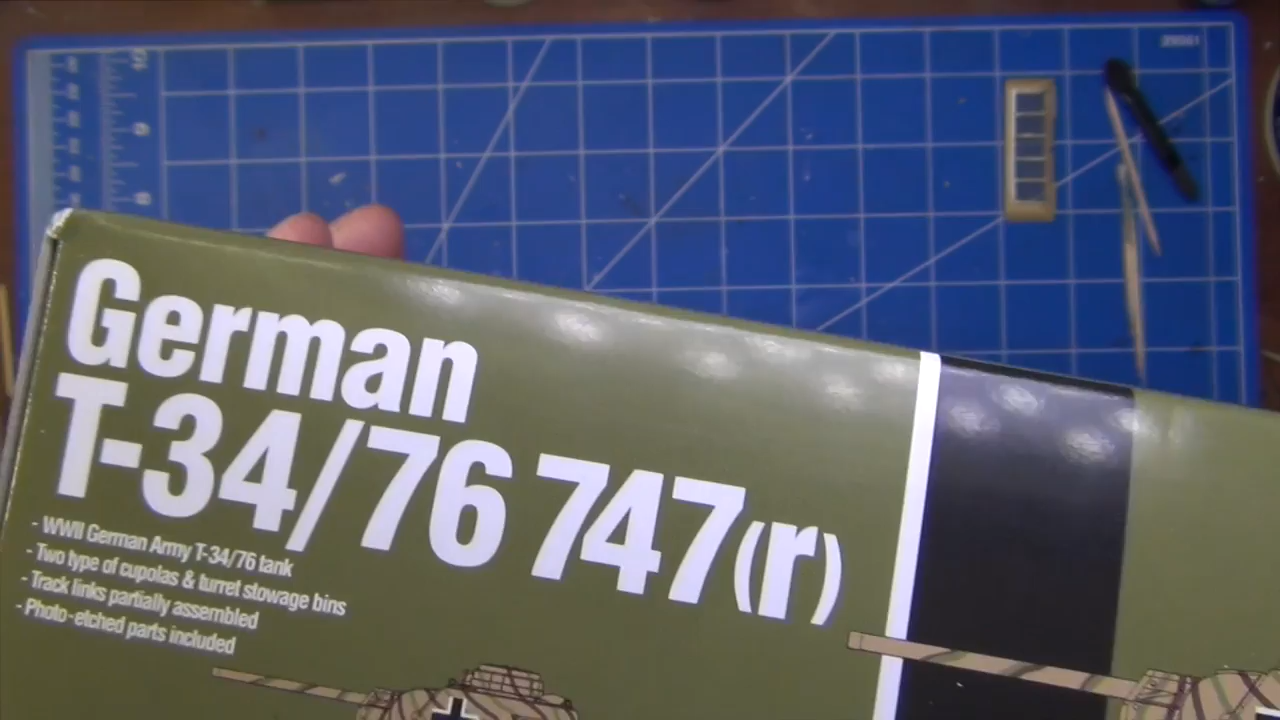 German
T-34/76 747(r)
- WWII German Army T-34/76 tank
- Two type of cupolas & turret stowage bins
- Track links partially assembled
- Photo-etched parts included